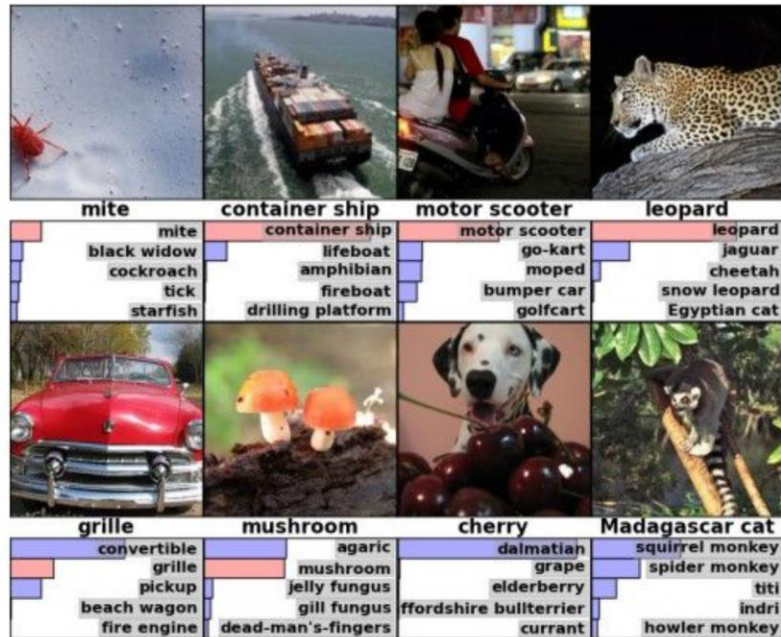 mite
container ship
motor scooter
leopard
mite
black widow
cockroach
tick
starfish
container ship
lifeboat
amphibian
fireboat
drilling platform
motor scooter
go-kart
moped
bumper car
golfcart
leopard
jaguar
cheetah
snow leopard
Egyptian cat
grille
mushroom
cherry
Madagascar cat
convertible
grille
pickup
beach wagon
fire engine
agaric
mushroom
jelly fungus
gill fungus
dead-man's-fingers
dalmatian
grape
elderberry
ffordshire bullterrier
currant
squirrel monkey
spider monkey
titi
indri
howler monkey